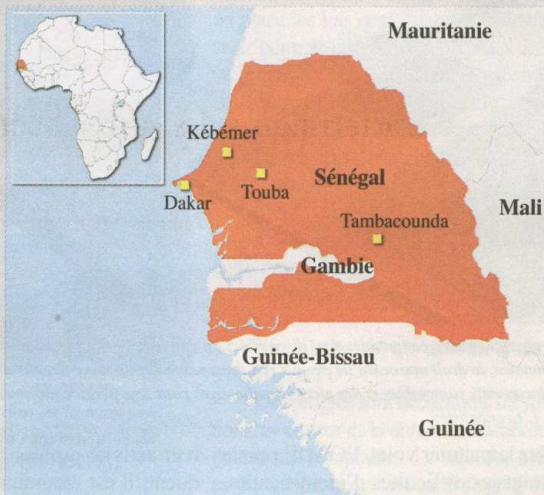 Mauritanie
Kébémer
Sénégal
Touba
Dakar
Mali
Tambacounda
Gambie
Guinée-Bissau
Guinée